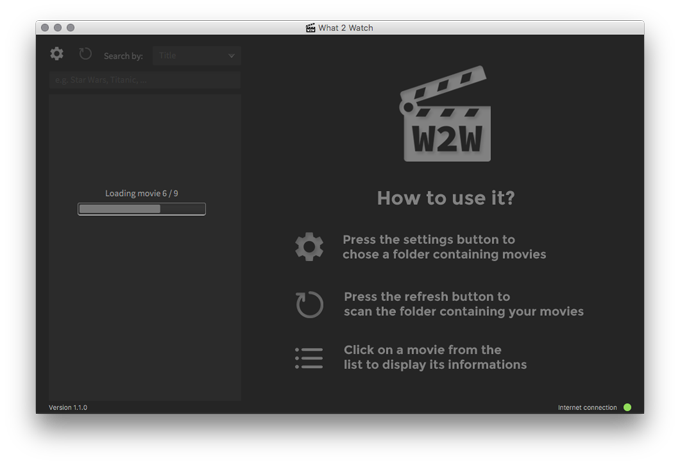 What 2 Watch
Search by:
Title
e.g. Star Wars, Titanic, ...
Loading movie 6 / 9
W2W
How to use it?
Press the settings button to
chose a folder containing movies
Press the refresh button to
scan the folder containing your movies
Click on a movie from the
list to display its informations
Version 1.1.0
Internet connection